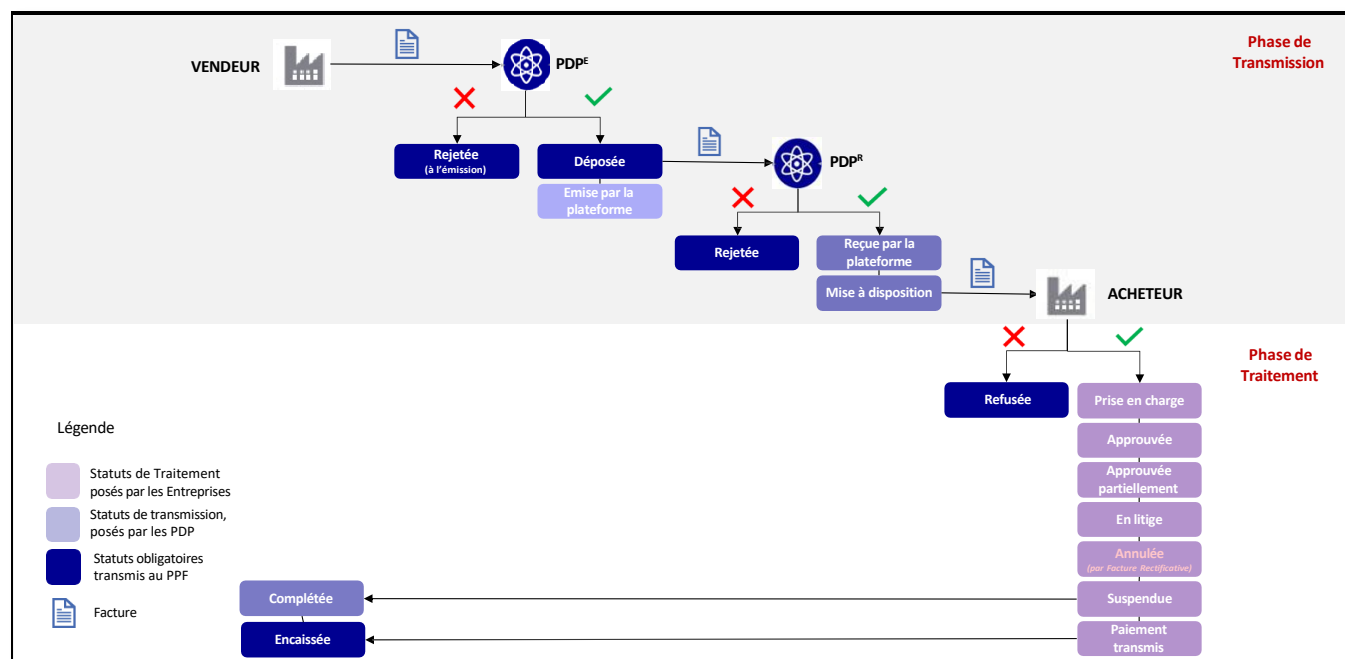 Phase de
Transmission
VENDEUR
PDPE
Rejetée
(à l'émission)
Déposée
Emise par la
plateforme
PDPR
Rejetée
Reçue par la
plateforme
Mise à disposition
ACHETEUR
Phase de
Traitement
Refusée
Prise en charge
Approuvée
Approuvée
partiellement
En litige
Annulée
(par Facture Rectificative)
Suspendue
Paiement
transmis
Complétée
Encaissée
Légende
Statuts de Traitement
posés par les Entreprises
Statuts de transmission,
posés par les PDP
Statuts obligatoires
transmis au PPF
Facture